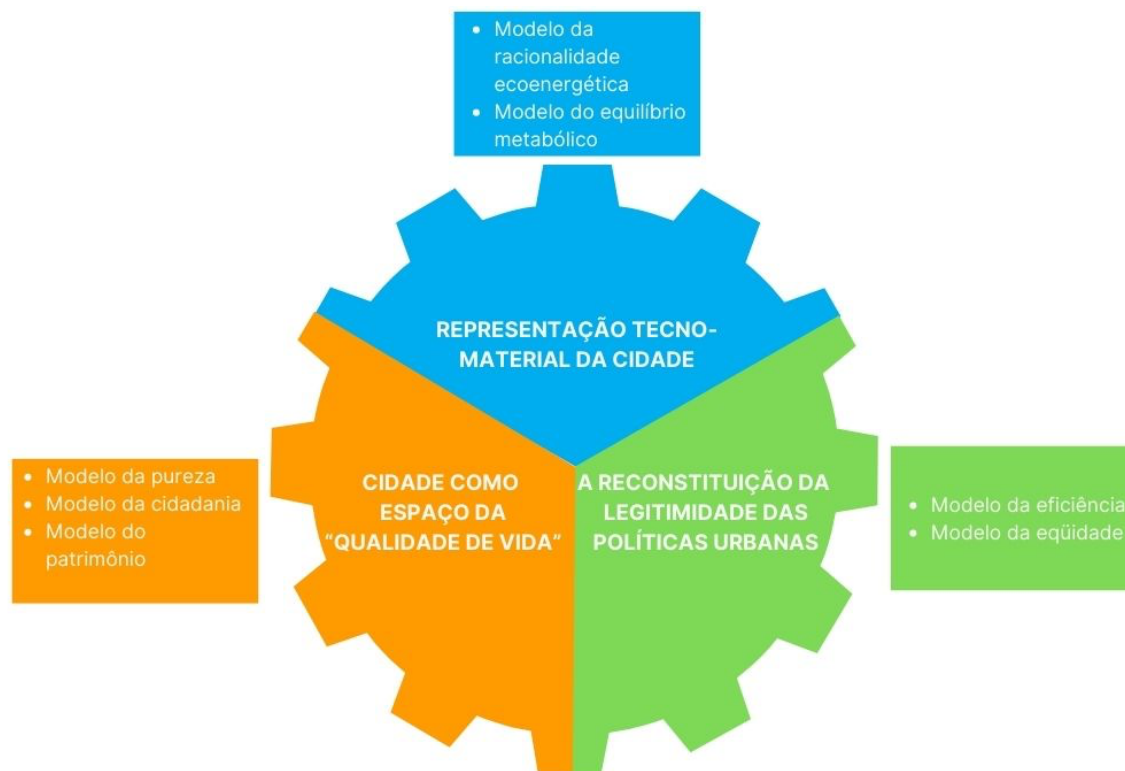 • Modelo da
racionalidade
ecoenergética
• Modelo do equilíbrio
metabólico
REPRESENTAÇÃO TECNO-
MATERIAL DA CIDADE
• Modelo da pureza
• Modelo da cidadania
• Modelo do
patrimônio
CIDADE COMO
ESPAÇO DA
“QUALIDADE DE VIDA”
A RECONSTITUIÇÃO DA
LEGITIMIDADE DAS
POLÍTICAS URBANAS
• Modelo da eficiência
• Modelo da eqüidade